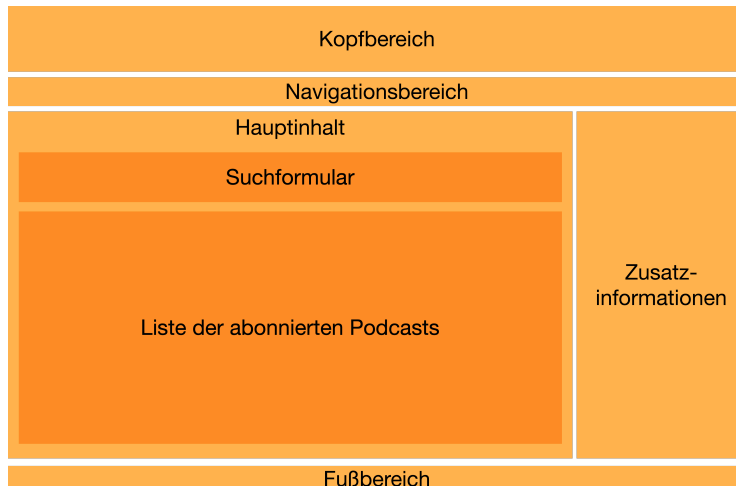 Kopfbereich
Navigationsbereich
Hauptinhalt
Suchformular
Liste der abonnierten Podcasts
Zusatz-
informationen
Fußbereich